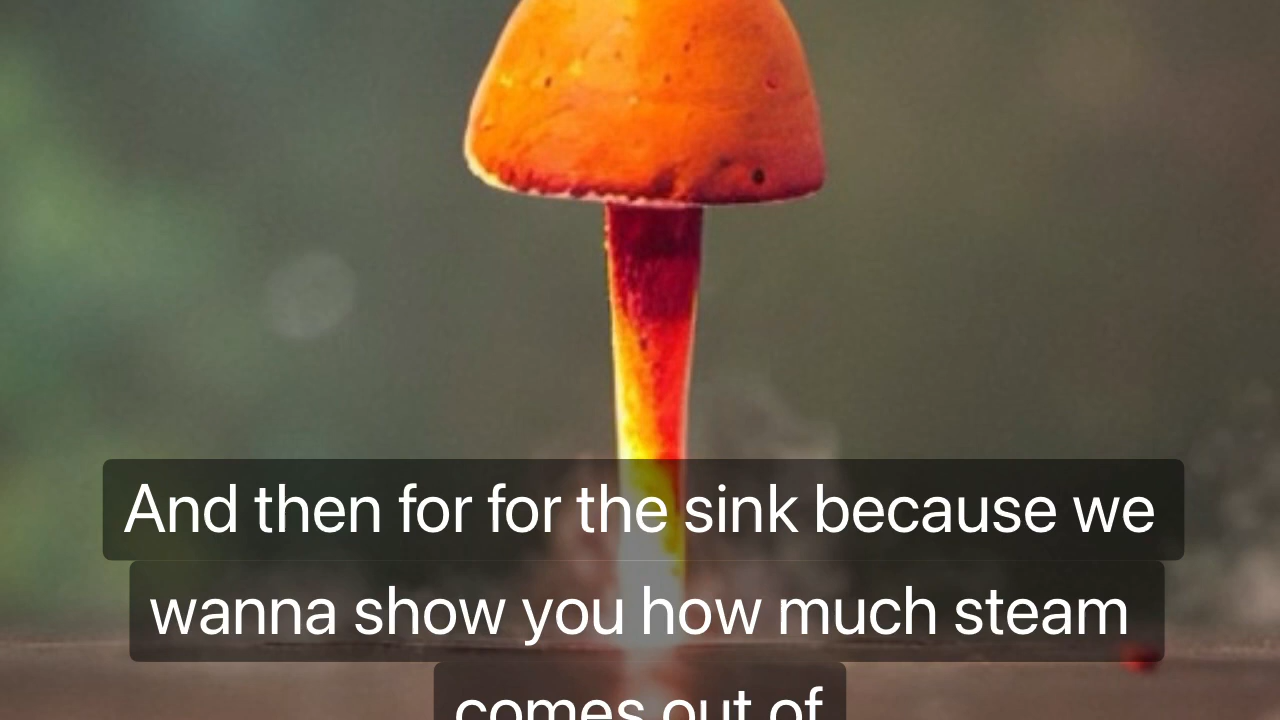 And then for for the sink because we
wanna show you how much steam
comes out of